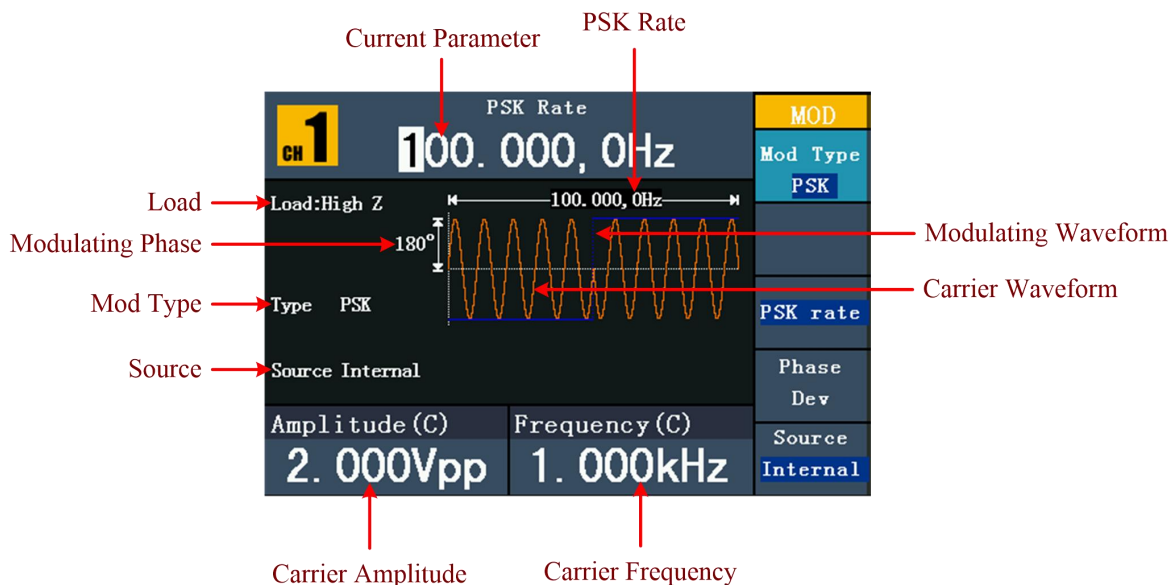 PSK Rate
Current Parameter
CH 1
PSK Rate
100.000,0Hz
MOD
Mod Type
PSK
Load
Load:High Z
100.000,0Hz
Modulating Phase
180°
Modulating Waveform
Carrier Waveform
Mod Type
Type PSK
PSK rate
Source
Source Internal
Phase
Dev
Amplitude(C)
Frequency(C)
Source
Internal
2.000Vpp
1.000kHz
Carrier Amplitude
Carrier Frequency